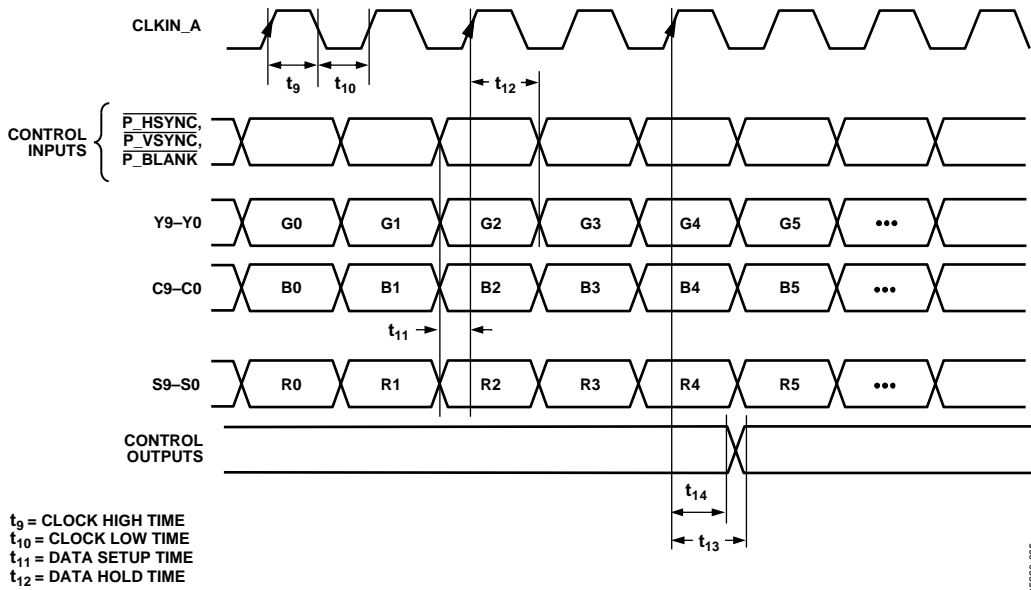 CLKIN_A
t9
t10
t12
CONTROL
INPUTS
P_HSYNC,
P_VSYNC,
P_BLANK
Y9–Y0
G0 G1 G2 G3 G4 G5 •••
C9–C0
B0 B1 B2 B3 B4 B5 •••
t11
S9–S0
R0 R1 R2 R3 R4 R5 •••
CONTROL
OUTPUTS
t14
t13
t9 = CLOCK HIGH TIME
t10 = CLOCK LOW TIME
t11 = DATA SETUP TIME
t12 = DATA HOLD TIME